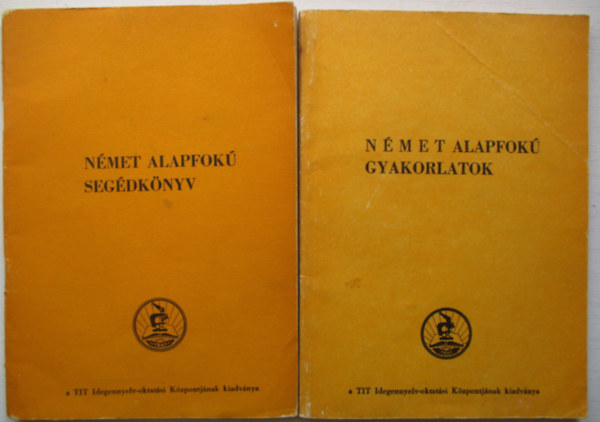 NÉMET ALAPFOKÚ
SEGÉDKÖNYV
a TIT Idegennyelv-oktatási Központjának kiadványa
NÉMET ALAPFOKÚ
GYAKORLATOK
a TIT Idegennyelv-oktatási Központjának kiadványa